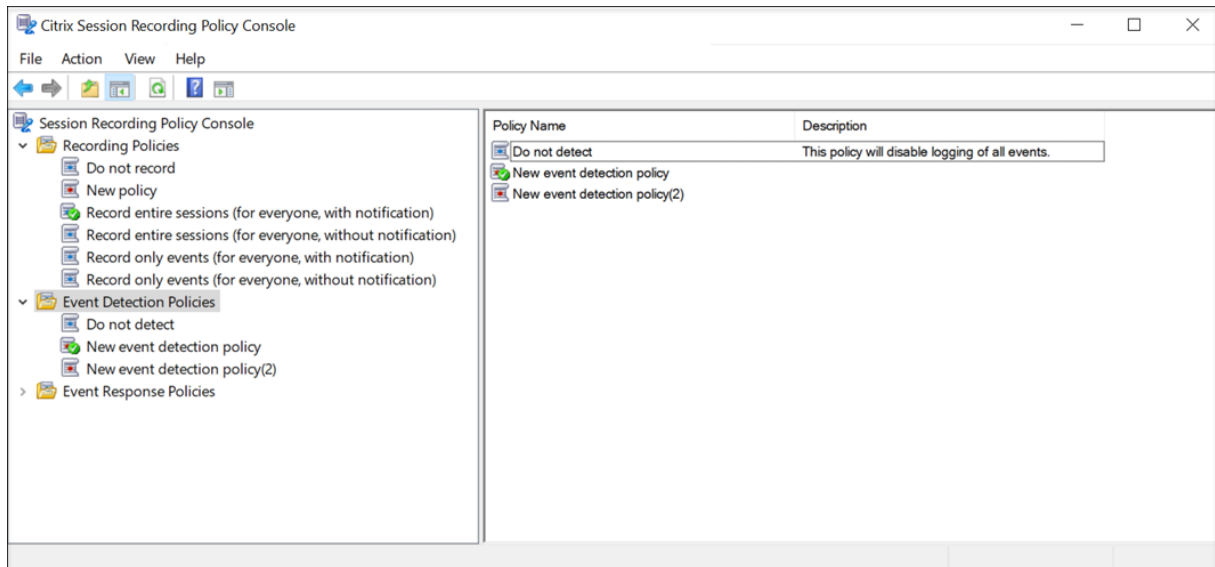 Citrix Session Recording Policy Console
File Action View Help
Session Recording Policy Console
Recording Policies
Do not record
New policy
Record entire sessions (for everyone, with notification)
Record entire sessions (for everyone, without notification)
Record only events (for everyone, with notification)
Record only events (for everyone, without notification)
Event Detection Policies
Do not detect
New event detection policy
New event detection policy(2)
Event Response Policies
Policy Name Description
Do not detect This policy will disable logging of all events.
New event detection policy
New event detection policy(2)